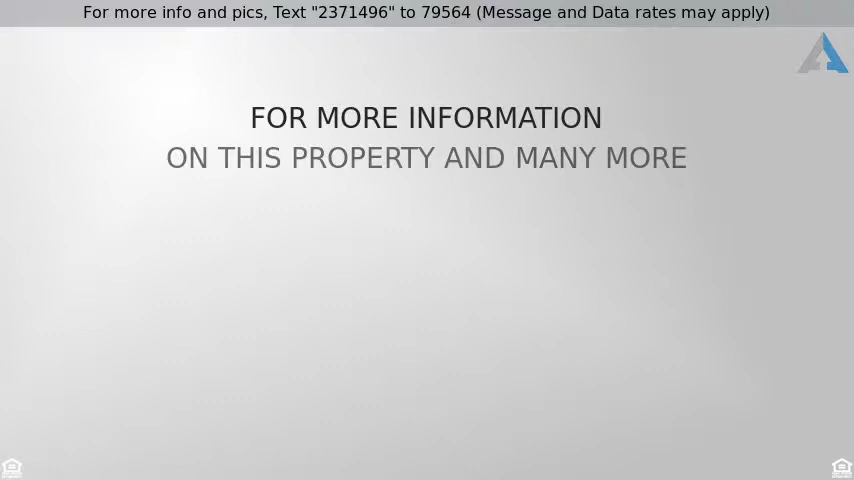 For more info and pics, Text "2371496" to 79564 (Message and Data rates may apply)
FOR MORE INFORMATION
ON THIS PROPERTY AND MANY MORE